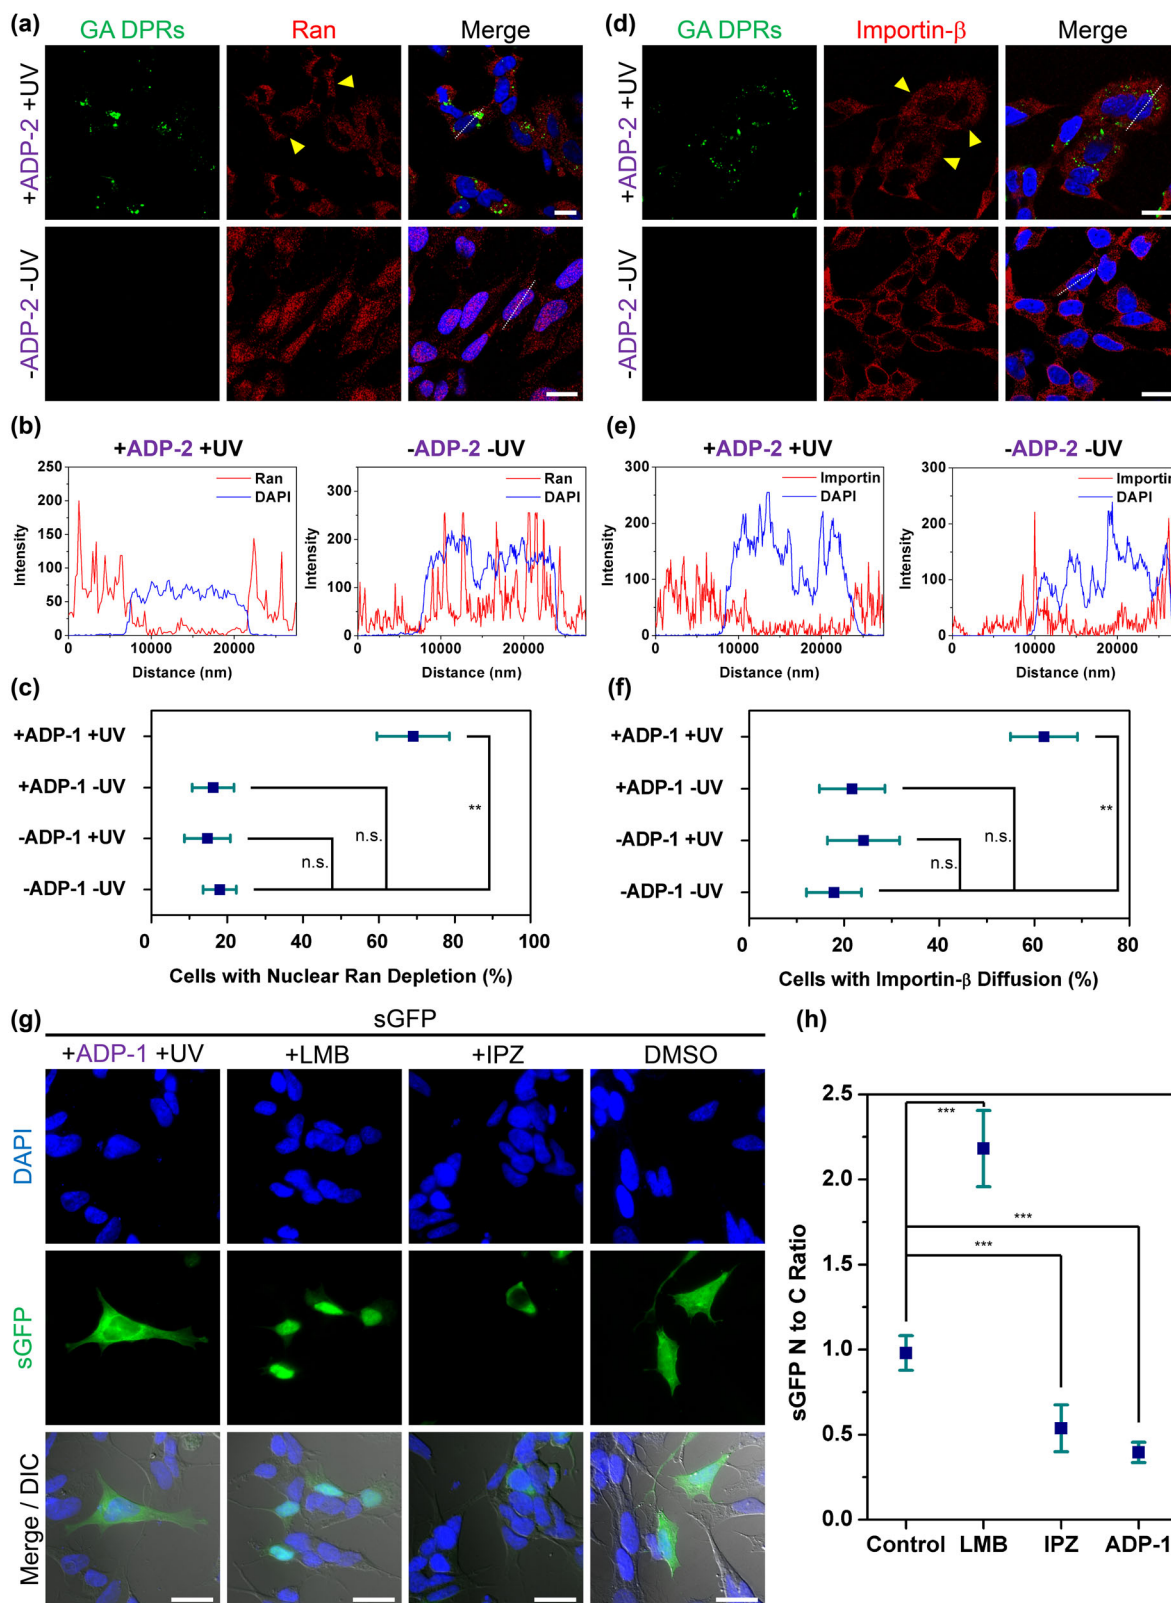 (a)
GA DPRs Ran Merge
+ADP-2 +UV
-ADP-2 -UV
(d)
GA DPRs Importin-β Merge
+ADP-2 +UV
-ADP-2 -UV
(b)
+ADP-2 +UV
Intensity
250
200
150
100
50
0
Ran
DAPI
0 10000 20000
Distance (nm)
-ADP-2 -UV
Intensity
300
200
100
0
Ran
DAPI
0 10000 20000
Distance (nm)
(e)
+ADP-2 +UV
Intensity
300
200
100
0
Importin
DAPI
0 10000 20000
Distance (nm)
-ADP-2 -UV
Intensity
300
200
100
0
Importin
DAPI
0 10000 20000
Distance (nm)
(c)
+ADP-1 +UV
+ADP-1 -UV
-ADP-1 +UV
-ADP-1 -UV
**
n.s.
n.s.
0 20 40 60 80 100
Cells with Nuclear Ran Depletion (%)
(f)
+ADP-1 +UV
+ADP-1 -UV
-ADP-1 +UV
-ADP-1 -UV
**
n.s.
n.s.
0 20 40 60 80
Cells with Importin-β Diffusion (%)
(g)
sGFP
+ADP-1 +UV +LMB +IPZ DMSO
DAPI
sGFP
Merge / DIC
(h)
sGFP N to C Ratio
2.5
2.0
1.5
1.0
0.5
0.0
***
***
***
Control LMB IPZ ADP-1